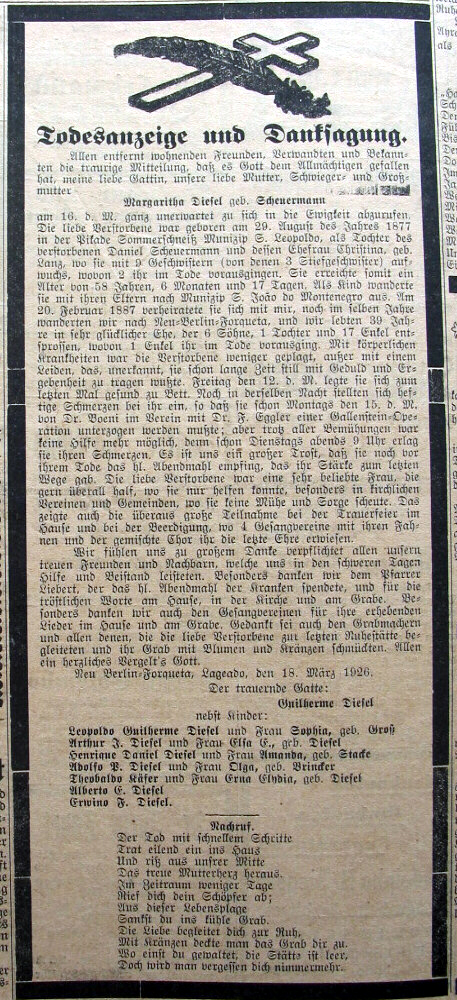 Todesanzeige und Danksagung.
Allen entfernt wohnenden Freunden, Verwandten und Bekann-
ten die traurige Mitteilung, daß es Gott dem Allmächtigen gefallen
hat, meine liebe Gattin, unsere liebe Mutter, Schwieger- und Groß-
mutter
Margaritha Diesel geb. Scheuermann
am 16. d. M. ganz unerwartet zu sich in die Ewigkeit abzurufen.
Die liebe Verstorbene war geboren am 29. August des Jahres 1877
in der Pikade Sommerschneiß Munizip S. Leopoldo, als Tochter des
verstorbenen Daniel Scheuermann und dessen Ehefrau Christina, geb.
Lanz, wo sie mit 9 Geschwistern (von denen 3 Stiefgeschwister) auf-
wuchs, wovon 2 ihr im Tode vorausgingen. Sie erreichte somit ein
Alter von 58 Jahren, 6 Monaten und 17 Tagen. Als Kind wanderte
sie mit ihren Eltern nach Munizip S. João do Montenegro aus. Am
20. Februar 1887 verheiratete sie sich mit mir, noch im selben Jahre
wanderten wir nach Neu-Berlin-Forqueta, und wir lebten 39 Jah-
re in sehr glücklicher Ehe, der 6 Söhne, 1 Tochter und 17 Enkel ent-
sprossen, wovon 1 Enkel ihr im Tode vorausging. Mit körperlichen
Krankheiten war die Verstorbene weniger geplagt, außer mit einem
Leiden, das, unerkannt, sie schon lange Zeit still mit Geduld und Er-
gebenheit zu tragen wußte. Freitag den 12. d. M. legte sie sich zum
letzten Mal gesund zu Bett. Noch in derselben Nacht stellten sich hef-
tige Schmerzen bei ihr ein, so daß sie schon Montags den 15. d. M.
von Dr. Boeni im Verein mit Dr. F. Eggler einer Gallenstein-Ope-
ration unterzogen werden mußte; aber trotz aller Bemühungen war
keine Hilfe mehr möglich, denn schon Dienstags abends 9 Uhr erlag
sie ihren Schmerzen. Es ist uns ein großer Trost, daß sie noch vor
ihrem Tode das hl. Abendmahl empfing, das ihr Stärke zum letzten
Wege gab. Die liebe Verstorbene war eine sehr beliebte Frau, die
gern überall half, wo sie nur helfen konnte, besonders in kirchlichen
Vereinen und Gemeinden, wo sie keine Mühe und Sorge scheute. Das
zeigte auch die überaus große Teilnahme bei der Trauerfeier im
Hause und bei der Beerdigung, wo 4 Gesangvereine mit ihren Fah-
nen und der gemischte Chor ihr die letzte Ehre erwiesen.
Wir fühlen uns zu großem Danke verpflichtet allen unsern
treuen Freunden und Nachbarn, welche uns in den schweren Tagen
Hilfe und Beistand leisteten. Besonders danken wir dem Pfarrer
Liebert, der das hl. Abendmahl der Kranken spendete, und für die
tröstlichen Worte am Hause, in der Kirche und am Grabe. Be-
sonders danken wir auch den Gesangvereinen für ihre erhebenden
Lieder im Hause und am Grabe. Gedankt sei auch den Grabmachern
und allen denen, die die liebe Verstorbene zur letzten Ruhestätte be-
gleiteten und ihr Grab mit Blumen und Kränzen schmückten. Allen
ein herzliches Vergelt's Gott.
Neu Berlin-Forqueta, Lageado, den 18. März 1926.
Der trauernde Gatte:
Guilherme Diesel
nebst Kinder:
Leopoldo Guilherme Diesel und Frau Sophia, geb. Groß
Arthur J. Diesel und Frau Elsa E., geb. Diesel
Henrique Daniel Diesel und Frau Amanda, geb. Stacke
Adolfo P. Diesel und Frau Olga, geb. Brincker
Theobaldo Käfer und Frau Erna Elydia, geb. Diesel
Alberto E. Diesel
Erwino F. Diesel.
Nachruf.
Der Tod mit schnellem Schritte
Trat eilend ein ins Haus
Und riß aus unsrer Mitte
Das treue Mutterherz heraus.
Im Zeitraum weniger Tage
Rief dich dein Schöpfer ab;
Aus dieser Lebensplage
Sankst du ins kühle Grab.
Die Liebe begleitet dich zur Ruh,
Mit Kränzen deckte man das Grab dir zu.
Wo einst du gewaltet, die Stätte ist leer,
Doch wird man vergessen dich nimmermehr.